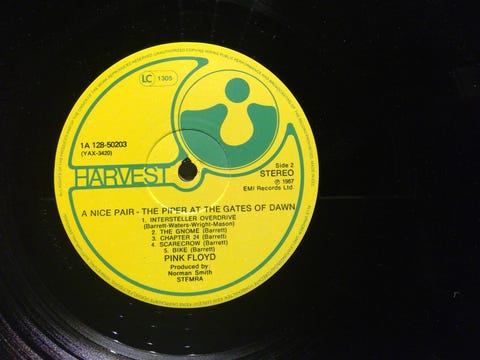 LC 1305
1A 128-50203
(YAX-3420)
HARVEST
Side 2
STEREO
℗ 1967
EMI Records Ltd.
A NICE PAIR - THE PIPER AT THE GATES OF DAWN
1. INTERSTELLER OVERDRIVE
(Barrett-Waters-Wright-Mason)
2. THE GNOME (Barrett)
3. CHAPTER 24 (Barrett)
4. SCARECROW (Barrett)
5. BIKE (Barrett)
PINK FLOYD
Produced by
Norman Smith
STEMRA